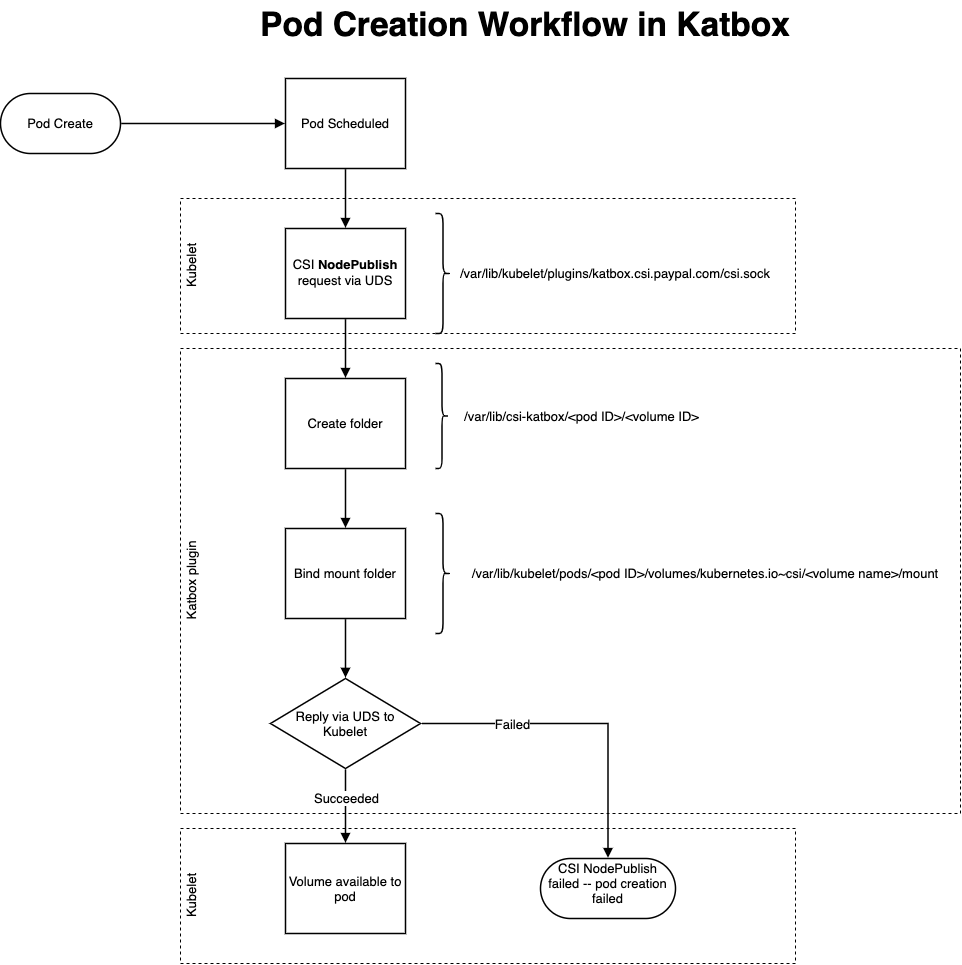 Pod Creation Workflow in Katbox
Pod Create
Pod Scheduled
Kubelet
CSI NodePublish
request via UDS
/var/lib/kubelet/plugins/katbox.csi.paypal.com/csi.sock
Katbox plugin
Create folder
/var/lib/csi-katbox/<pod ID>/<volume ID>
Bind mount folder
/var/lib/kubelet/pods/<pod ID>/volumes/kubernetes.io~csi/<volume name>/mount
Reply via UDS to
Kubelet
Failed
Succeeded
Kubelet
Volume available to
pod
CSI NodePublish
failed -- pod creation
failed